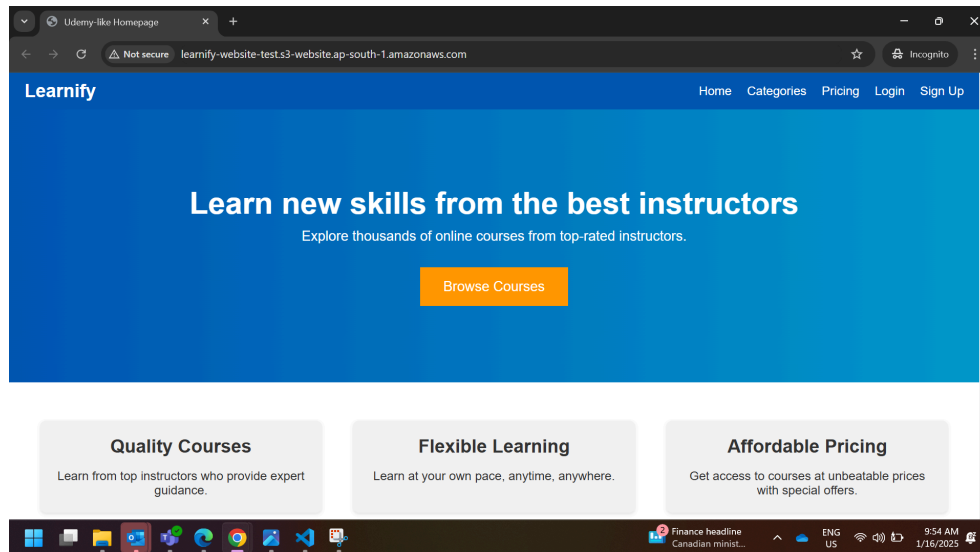 Udemy-like Homepage
Not secure learnify-website-test.s3-website.ap-south-1.amazonaws.com Incognito
Learnify Home Categories Pricing Login Sign Up
Learn new skills from the best instructors
Explore thousands of online courses from top-rated instructors.
Browse Courses
Quality Courses
Learn from top instructors who provide expert
guidance.
Flexible Learning
Learn at your own pace, anytime, anywhere.
Affordable Pricing
Get access to courses at unbeatable prices
with special offers.
2
Finance headline
Canadian minist...
ENG
US
9:54 AM
1/16/2025